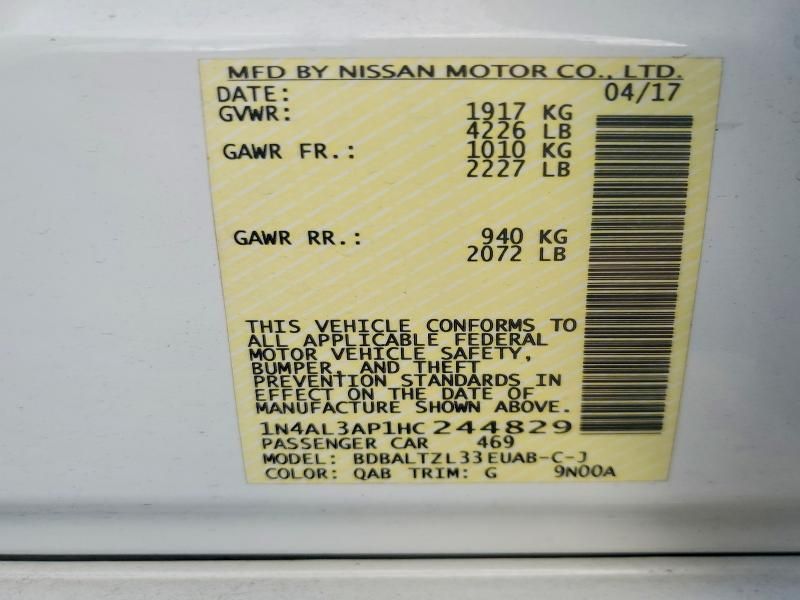 MFD BY NISSAN MOTOR CO., LTD.
DATE: 04/17
GVWR: 1917 KG
4226 LB
GAWR FR.: 1010 KG
2227 LB
GAWR RR.: 940 KG
2072 LB
THIS VEHICLE CONFORMS TO
ALL APPLICABLE FEDERAL
MOTOR VEHICLE SAFETY,
BUMPER, AND THEFT
PREVENTION STANDARDS IN
EFFECT ON THE DATE OF
MANUFACTURE SHOWN ABOVE.
1N4AL3AP1HC244829
PASSENGER CAR 469
MODEL: BDBALTZL33EUAB-C-J
COLOR: QAB TRIM: G 9N00A